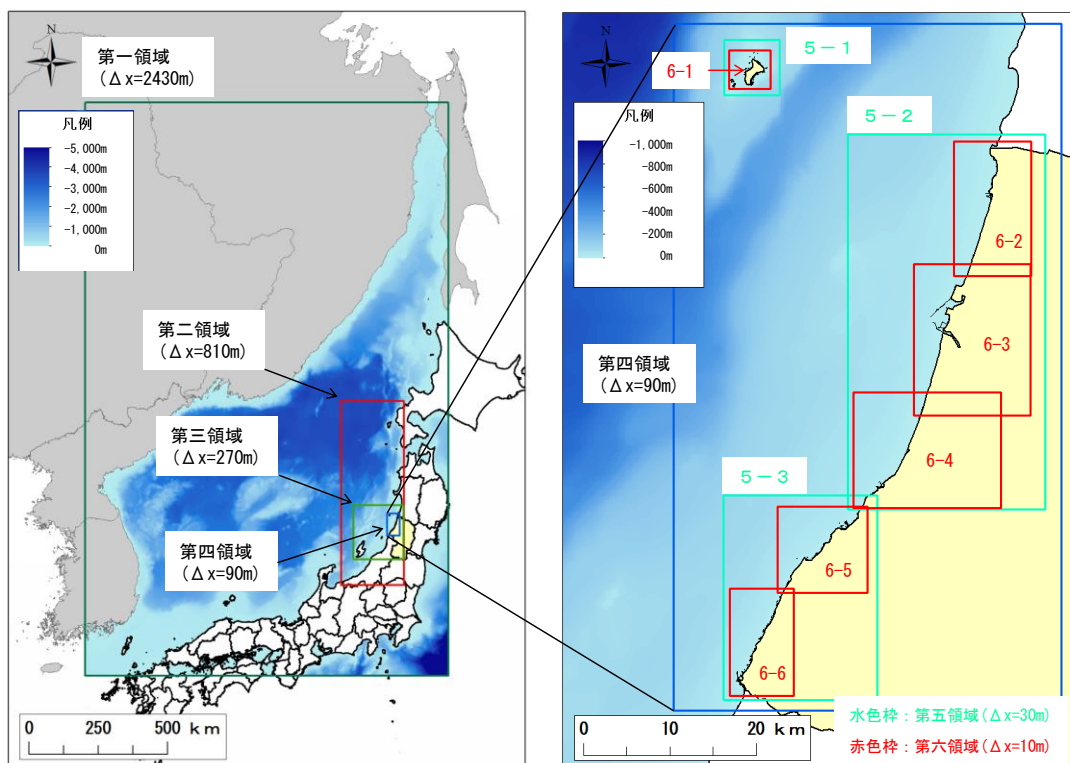 N
第一領域
(Δx=2430m)
凡例
-5,000m
-4,000m
-3,000m
-2,000m
-1,000m
0m
第二領域
(Δx=810m)
第三領域
(Δx=270m)
第四領域
(Δx=90m)
0 250 500 km
N
5-1
6-1
凡例
-1,000m
-800m
-600m
-400m
-200m
0m
5-2
6-2
6-3
第四領域
(Δx=90m)
6-4
5-3
6-5
6-6
水色枠：第五領域(Δx=30m)
赤色枠：第六領域(Δx=10m)
0 10 20 km